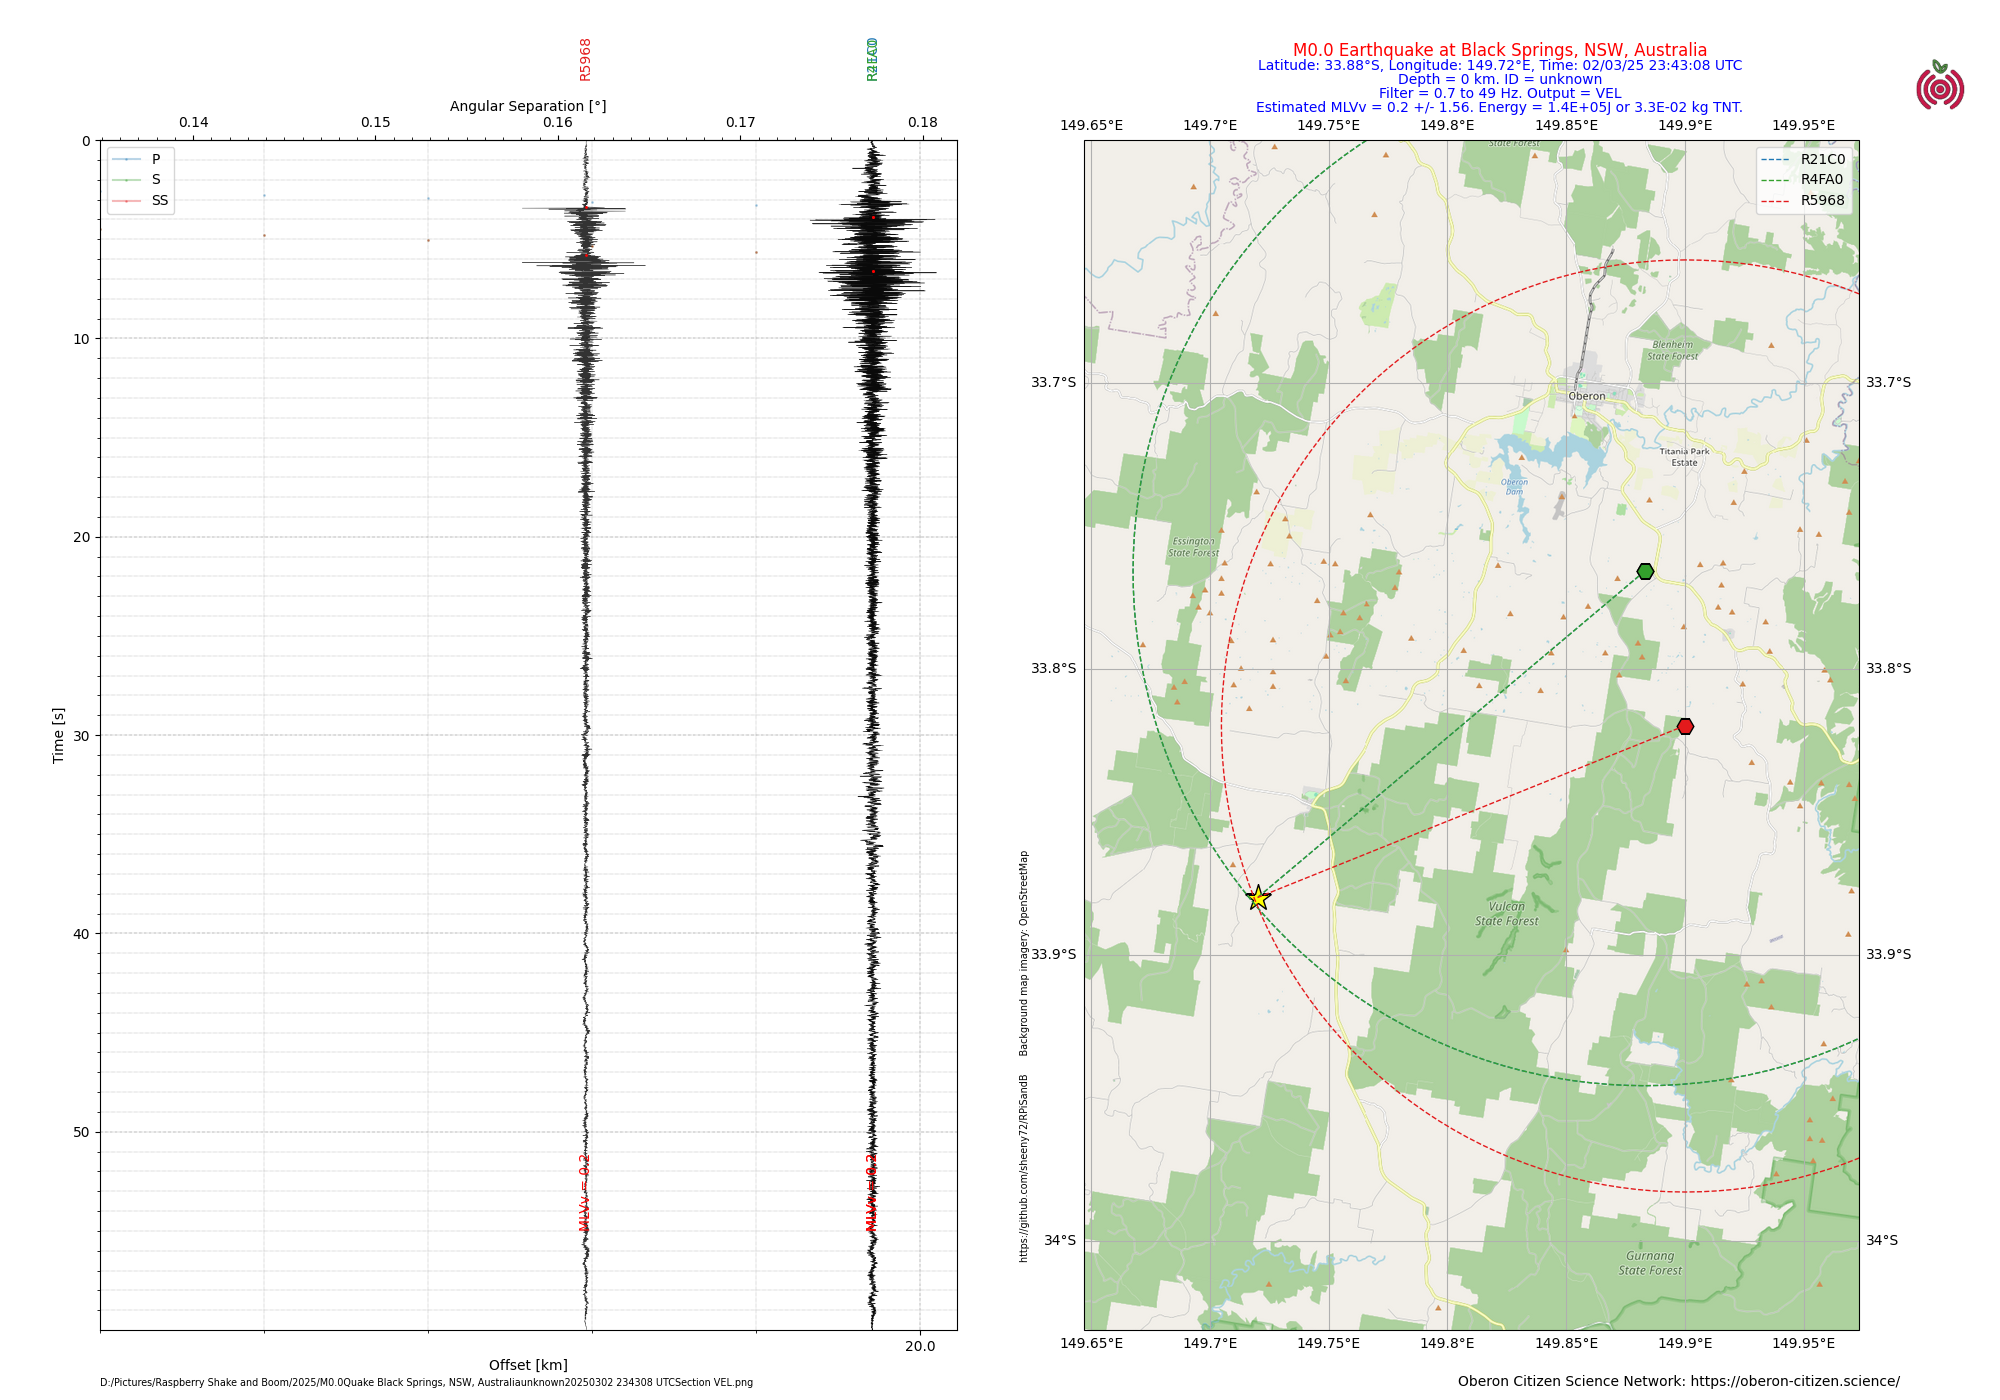 R5968
R4FA0
Angular Separation [°]
0.14 0.15 0.16 0.17 0.18
P
S
SS
0
10
20
30
40
50
Time [s]
MLVv = 0.2
20.0
Offset [km]
D:/Pictures/Raspberry Shake and Boom/2025/M0.0Quake Black Springs, NSW, Australiaunknown20250302 234308 UTCSection VEL.png
M0.0 Earthquake at Black Springs, NSW, Australia
Latitude: 33.88°S, Longitude: 149.72°E, Time: 02/03/25 23:43:08 UTC
Depth = 0 km. ID = unknown
Filter = 0.7 to 49 Hz. Output = VEL
Estimated MLVv = 0.2 +/- 1.56. Energy = 1.4E+05J or 3.3E-02 kg TNT.
149.65°E 149.7°E 149.75°E 149.8°E 149.85°E 149.9°E 149.95°E
State Forest
R21C0
R4FA0
R5968
Blenheim
State Forest
33.7°S 33.7°S
Oberon
Titania Park
Estate
Oberon
Dam
Essington
State Forest
33.8°S 33.8°S
Vulcan
State Forest
33.9°S 33.9°S
34°S 34°S
Gurnang
State Forest
149.65°E 149.7°E 149.75°E 149.8°E 149.85°E 149.9°E 149.95°E
https://github.com/sheeny72/RPiSandB Background map imagery: OpenStreetMap
Oberon Citizen Science Network: https://oberon-citizen.science/